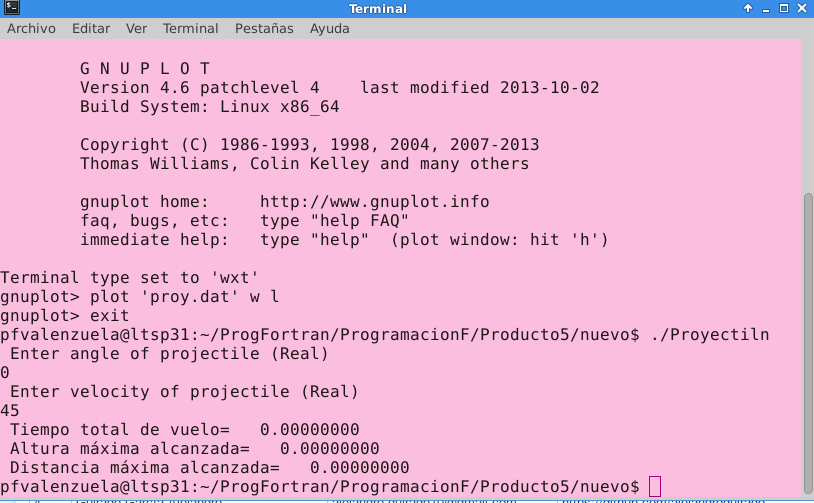 Terminal
Archivo Editar Ver Terminal Pestañas Ayuda
G N U P L O T
Version 4.6 patchlevel 4    last modified 2013-10-02
Build System: Linux x86_64
Copyright (C) 1986-1993, 1998, 2004, 2007-2013
Thomas Williams, Colin Kelley and many others
gnuplot home:     http://www.gnuplot.info
faq, bugs, etc:   type "help FAQ"
immediate help:   type "help"  (plot window: hit 'h')
Terminal type set to 'wxt'
gnuplot> plot 'proy.dat' w l
gnuplot> exit
pfvalenzuela@ltsp31:~/ProgFortran/ProgramacionF/Producto5/nuevo$ ./Proyectiln
Enter angle of projectile (Real)
0
Enter velocity of projectile (Real)
45
Tiempo total de vuelo=   0.00000000
Altura máxima alcanzada=   0.00000000
Distancia máxima alcanzada=   0.00000000
pfvalenzuela@ltsp31:~/ProgFortran/ProgramacionF/Producto5/nuevo$